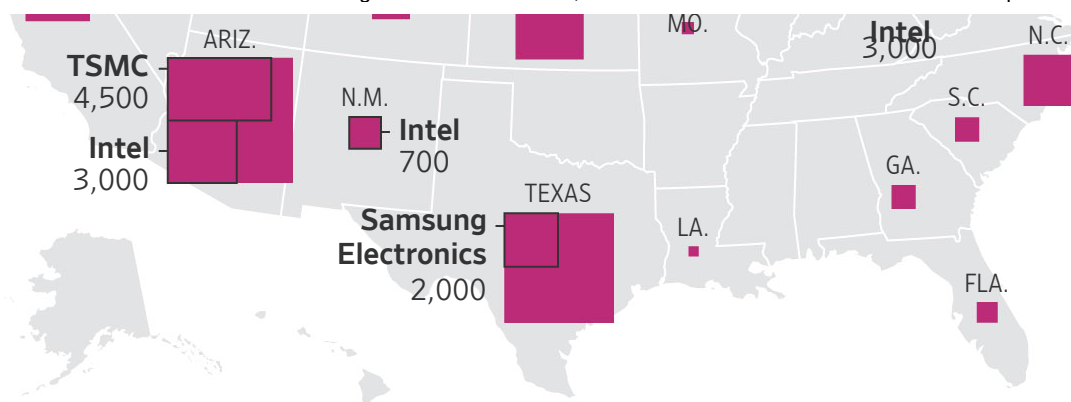 MO.
Intel
3,000
N.C.
ARIZ.
TSMC
4,500
N.M.
Intel
700
S.C.
Intel
3,000
GA.
TEXAS
Samsung
Electronics
2,000
LA.
FLA.